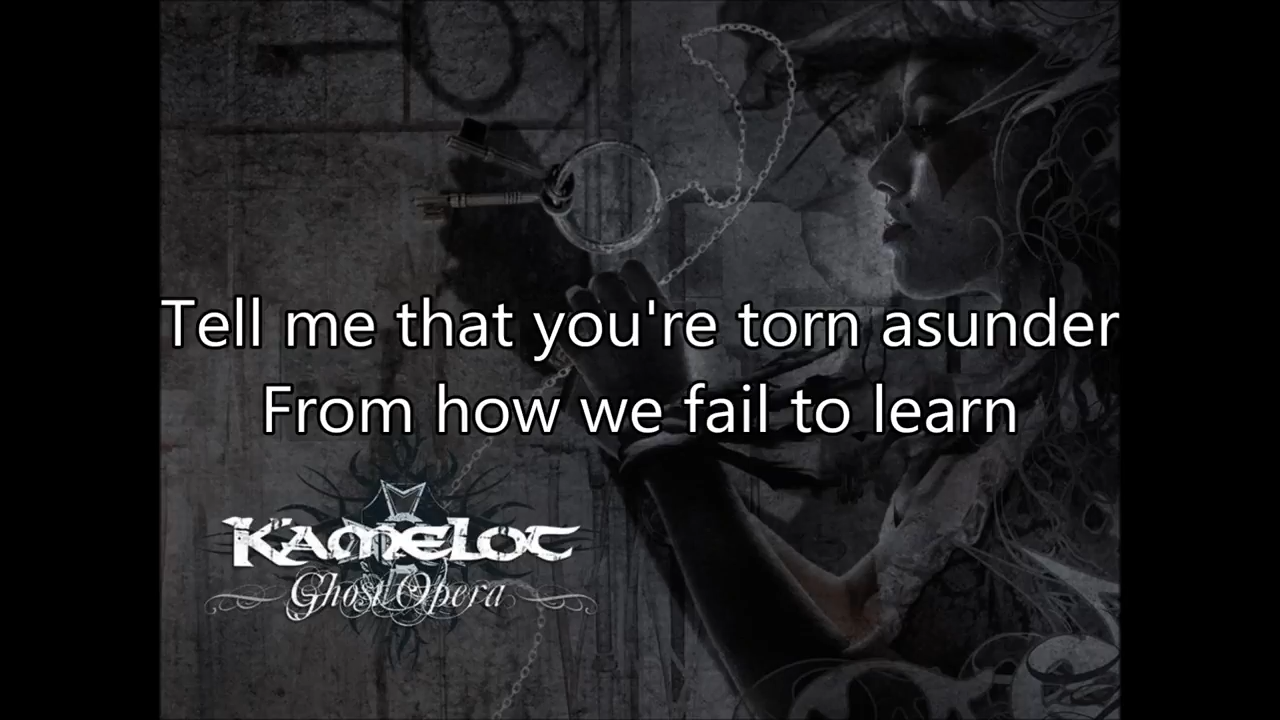 Tell me that you're torn asunder
From how we fail to learn
KAMELOT
Ghost Opera